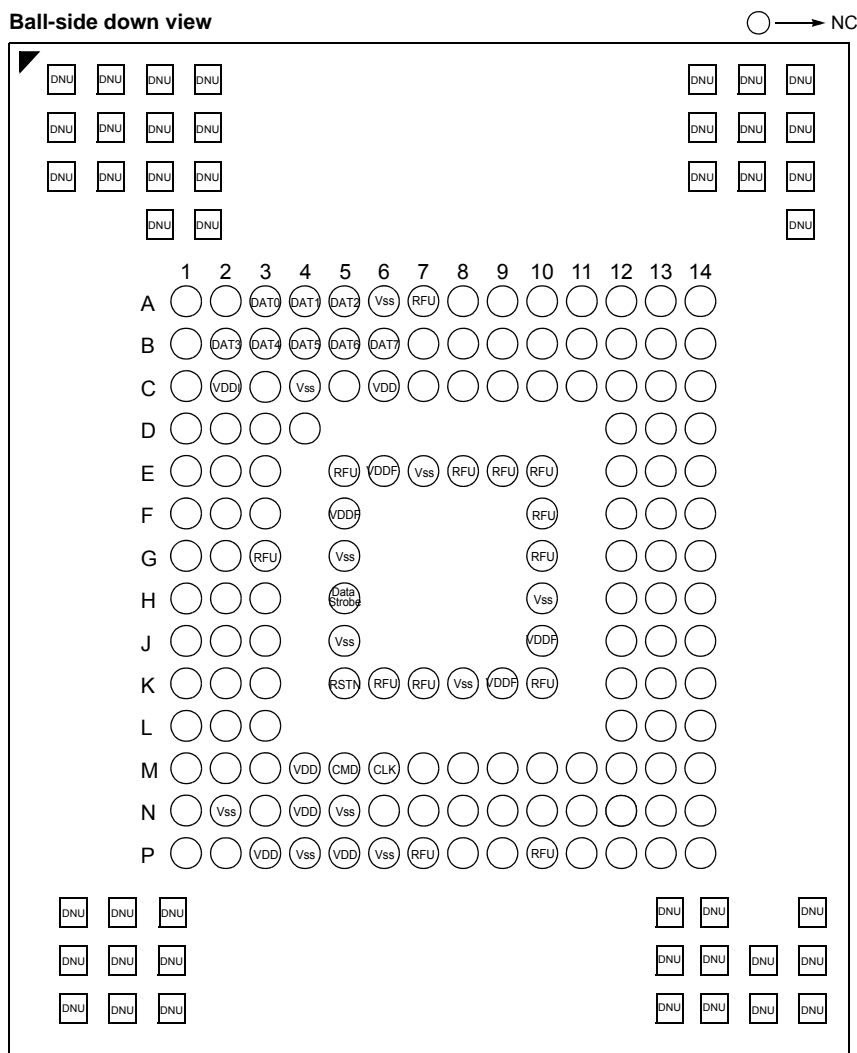 Ball-side down view NC
DNU DNU DNU DNU DNU DNU DNU
DNU DNU DNU DNU DNU DNU DNU
DNU DNU DNU DNU DNU DNU DNU
DNU DNU DNU
1 2 3 4 5 6 7 8 9 10 11 12 13 14
A DAT0 DAT1 DAT2 Vss RFU
B DAT3 DAT4 DAT5 DAT6 DAT7
C VDDI Vss VDD
D
E RFU VDDF Vss RFU RFU RFU
F VDDF RFU
G RFU Vss RFU
H Data Strobe Vss
J Vss VDDF
K RSTN RFU RFU Vss VDDF RFU
L
M VDD CMD CLK
N Vss VDD Vss
P VDD Vss VDD Vss RFU RFU
DNU DNU DNU DNU DNU DNU
DNU DNU DNU DNU DNU DNU DNU
DNU DNU DNU DNU DNU DNU DNU